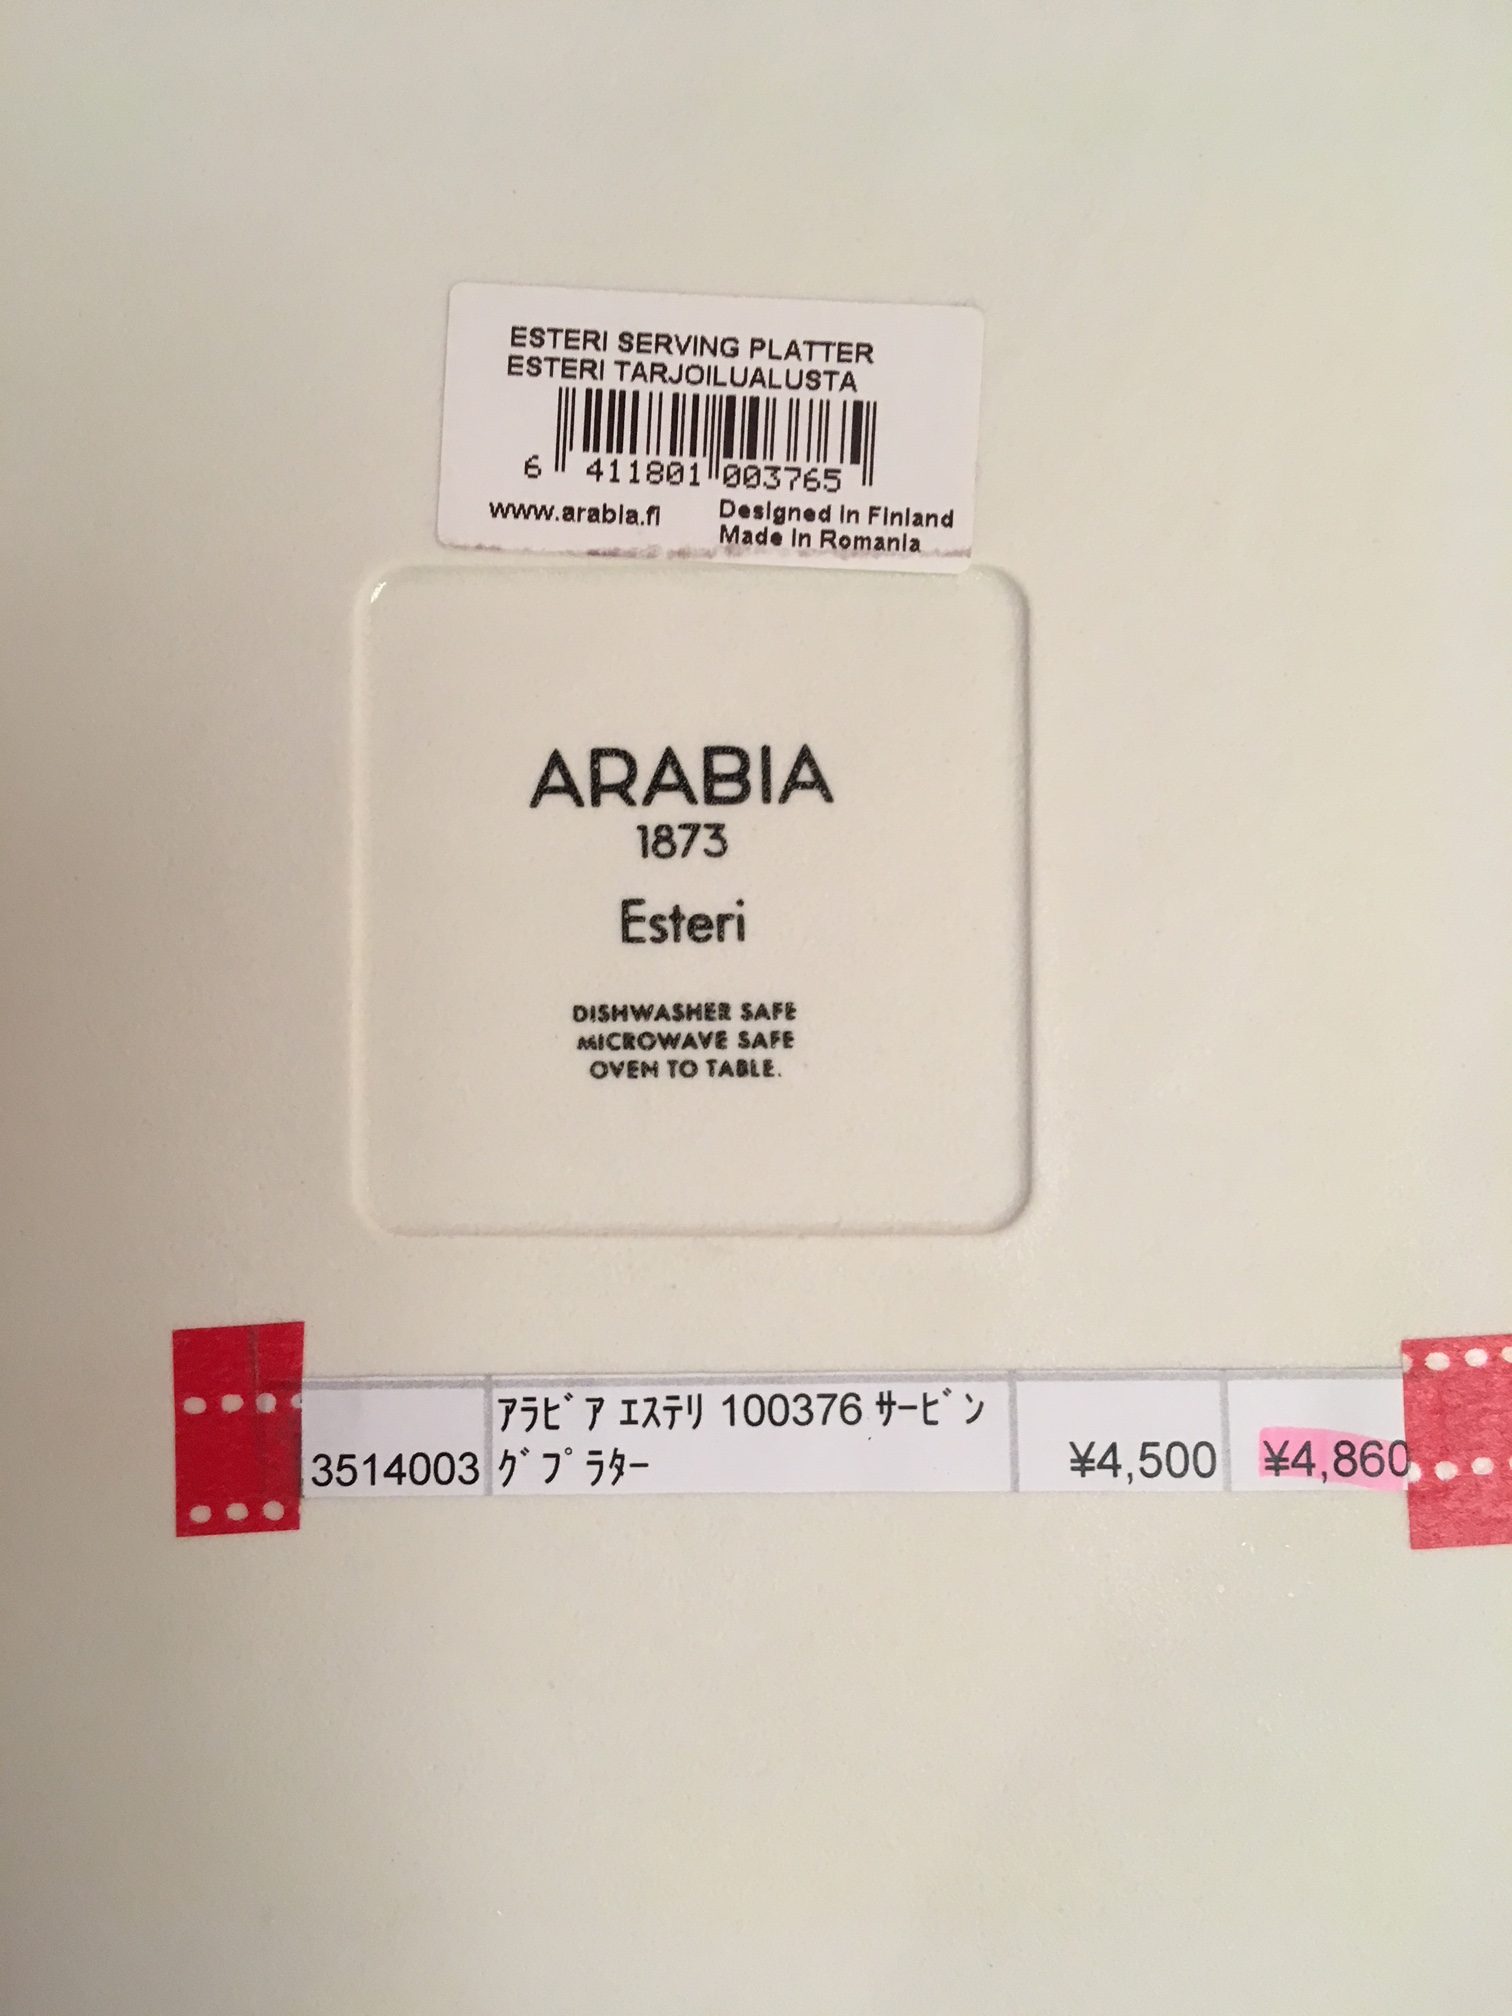 ESTERI SERVING PLATTER
ESTERI TARJOILUALUSTA
6 411801 003765
www.arabia.fi
Designed in Finland
Made in Romania
ARABIA
1873
Esteri
DISHWASHER SAFE
MICROWAVE SAFE
OVEN TO TABLE.
3514003 ｱﾗﾋﾞｱ ｴｽﾃﾘ 100376 ｻｰﾋﾞﾝ
ｸﾞﾌﾟﾗﾀｰ ¥4,500 ¥4,860